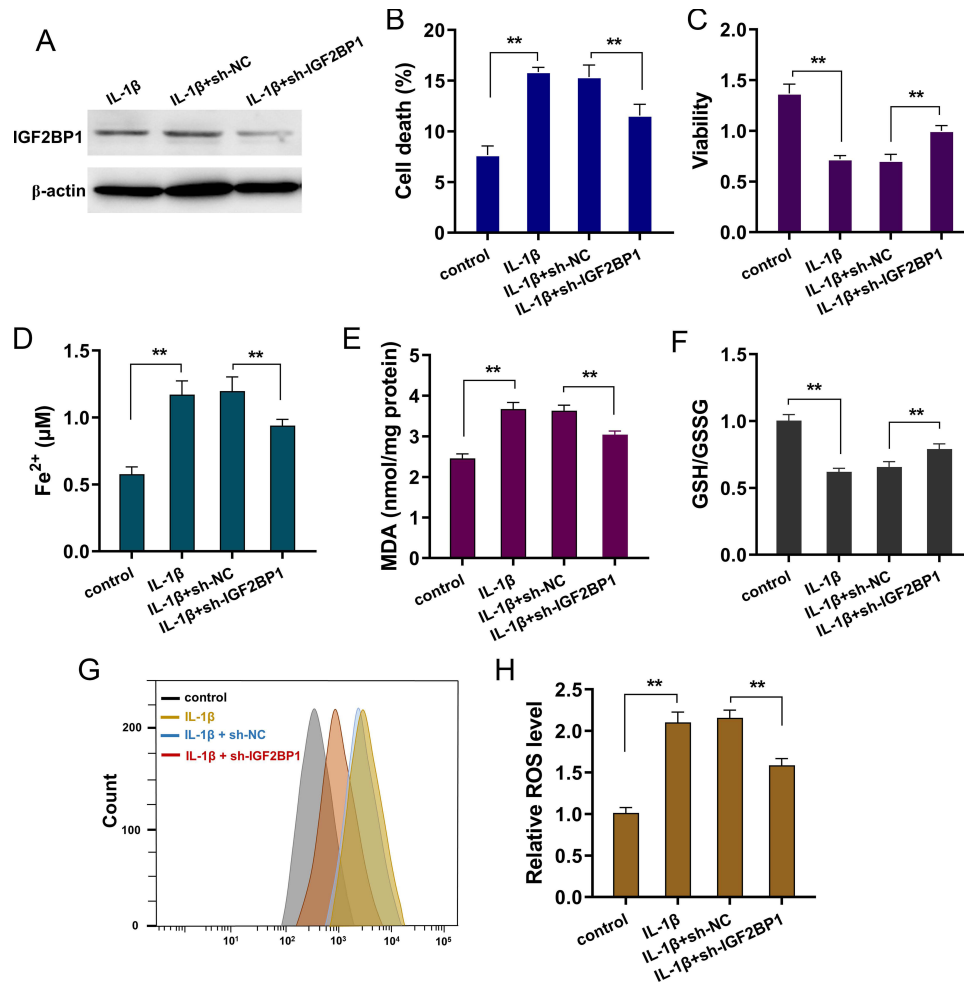 A
IL-1β
IL-1β+sh-NC
IL-1β+sh-IGF2BP1
IGF2BP1
β-actin
B
Cell death (%)
20
15
10
5
0
**
**
control
IL-1β
IL-1β+sh-NC
IL-1β+sh-IGF2BP1
C
Viability
2.0
1.5
1.0
0.5
0.0
**
**
control
IL-1β
IL-1β+sh-NC
IL-1β+sh-IGF2BP1
D
Fe2+ (μM)
1.5
1.0
0.5
0.0
**
**
control
IL-1β
IL-1β+sh-NC
IL-1β+sh-IGF2BP1
E
MDA (nmol/mg protein)
5
4
3
2
1
0
**
**
control
IL-1β
IL-1β+sh-NC
IL-1β+sh-IGF2BP1
F
GSH/GSSG
1.5
1.0
0.5
0.0
**
**
control
IL-1β
IL-1β+sh-NC
IL-1β+sh-IGF2BP1
G
control
IL-1β
IL-1β + sh-NC
IL-1β + sh-IGF2BP1
Count
200
100
0
10¹
10²
10³
10⁴
10⁵
H
Relative ROS level
2.5
2.0
1.5
1.0
0.5
0.0
**
**
control
IL-1β
IL-1β+sh-NC
IL-1β+sh-IGF2BP1